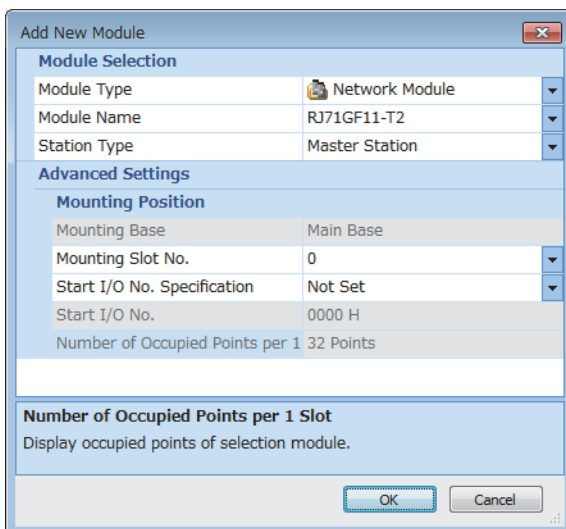 Add New Module
Module Selection
Module Type Network Module
Module Name RJ71GF11-T2
Station Type Master Station
Advanced Settings
Mounting Position
Mounting Base Main Base
Mounting Slot No. 0
Start I/O No. Specification Not Set
Start I/O No. 0000 H
Number of Occupied Points per 1 32 Points
Number of Occupied Points per 1 Slot
Display occupied points of selection module.
OK Cancel